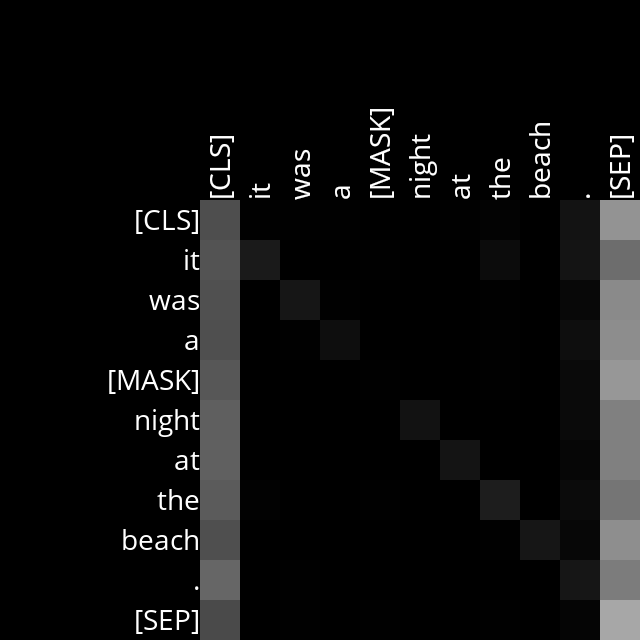 [CLS] it was a [MASK] night at the beach . [SEP]
[CLS]
it
was
a
[MASK]
night
at
the
beach
.
[SEP]